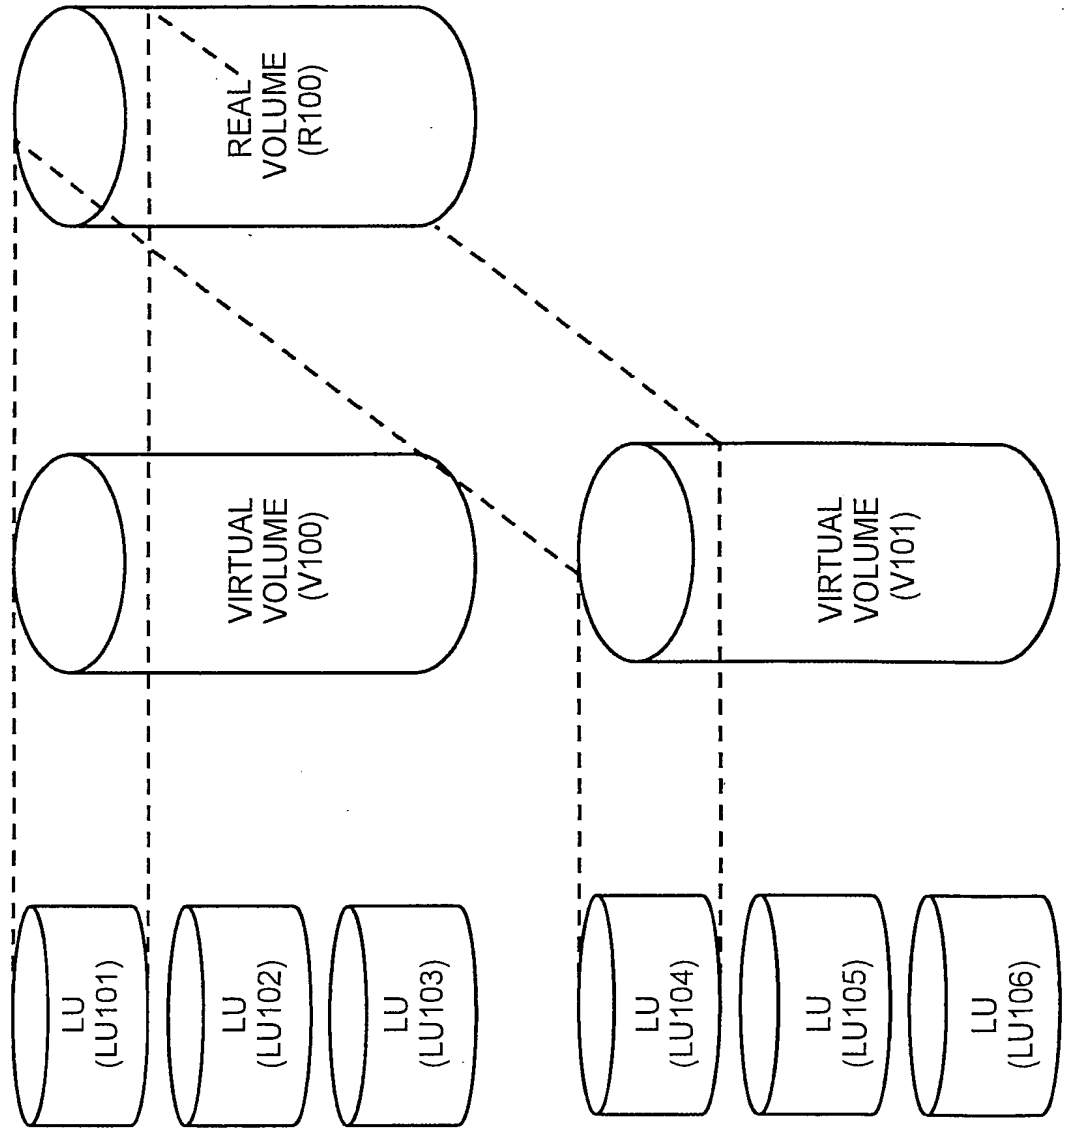 REAL
VOLUME
(R100)
VIRTUAL
VOLUME
(V100)
VIRTUAL
VOLUME
(V101)
LU
(LU101)
LU
(LU102)
LU
(LU103)
LU
(LU104)
LU
(LU105)
LU
(LU106)